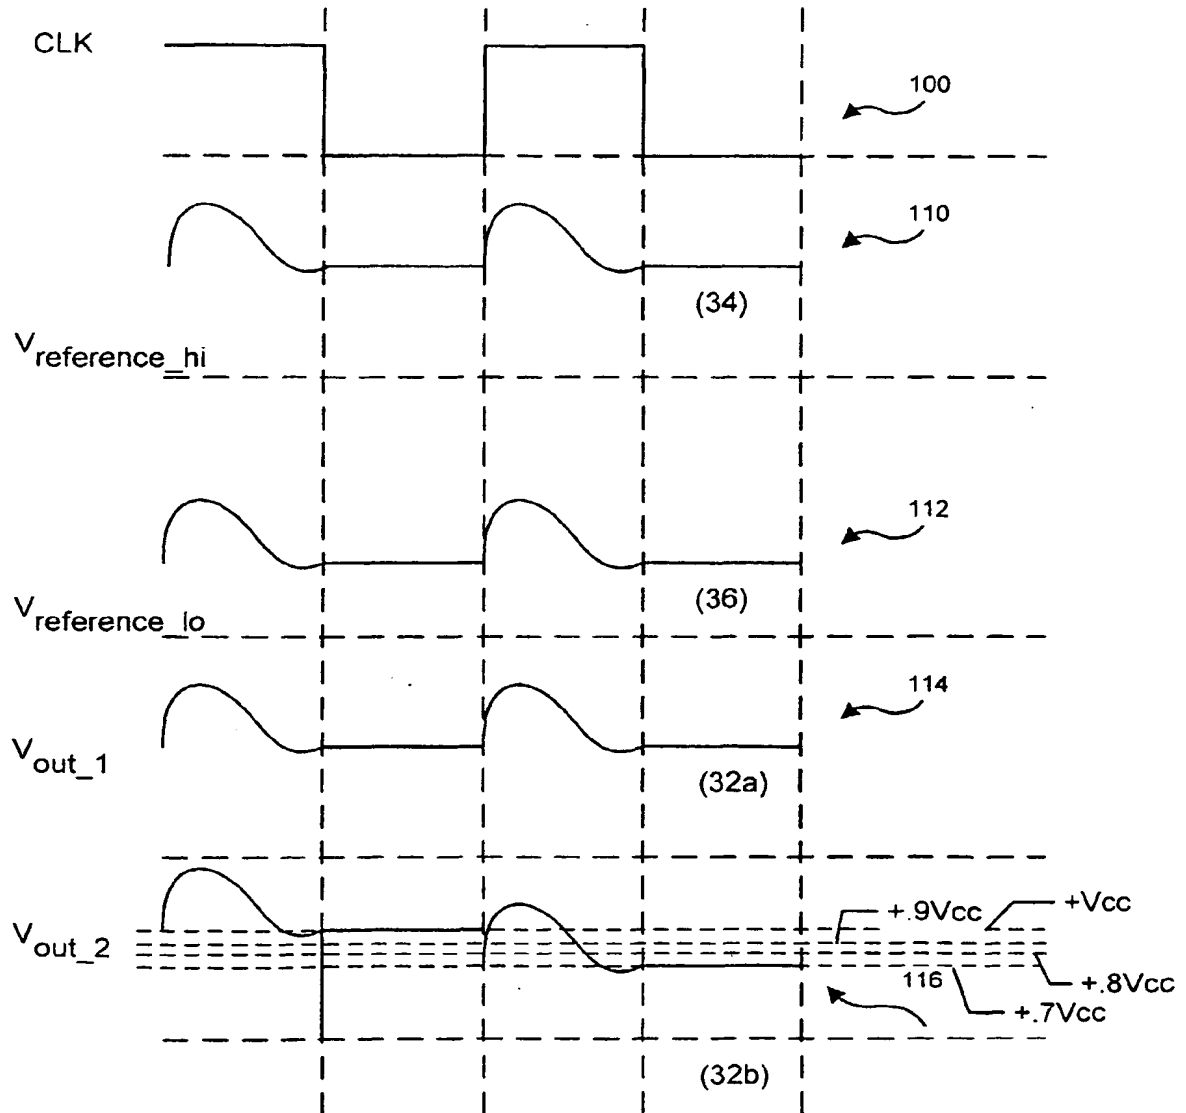 CLK
100
110
(34)
Vreference_hi
112
(36)
Vreference_lo
114
Vout_1
(32a)
+.9Vcc
+Vcc
Vout_2
116
+.8Vcc
+.7Vcc
(32b)